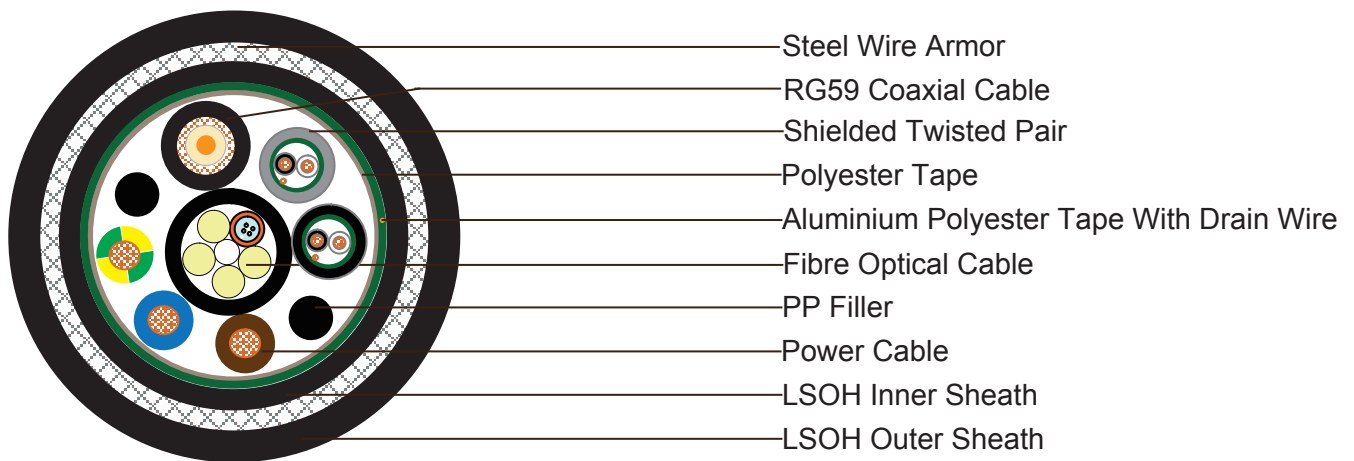 Steel Wire Armor
RG59 Coaxial Cable
Shielded Twisted Pair
Polyester Tape
Aluminium Polyester Tape With Drain Wire
Fibre Optical Cable
PP Filler
Power Cable
LSOH Inner Sheath
LSOH Outer Sheath